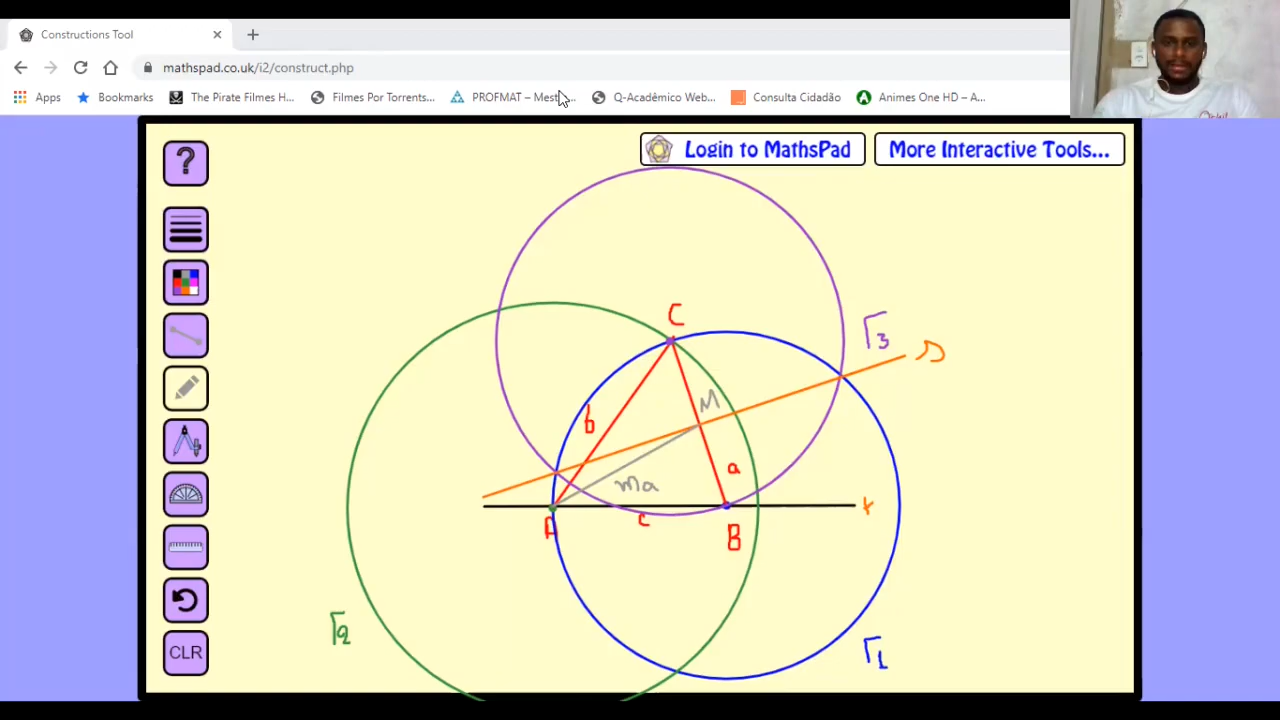 Constructions Tool
mathspad.co.uk/i2/construct.php
Apps Bookmarks The Pirate Filmes H... Filmes Por Torrents... PROFMAT – Mest... Q-Acadêmico Web... Consulta Cidadão Animes One HD – A...
?
Login to MathsPad More Interactive Tools...
C
Γ3
s
M
b
a
ma
A
c
B
t
Γ2
Γ1
CLR